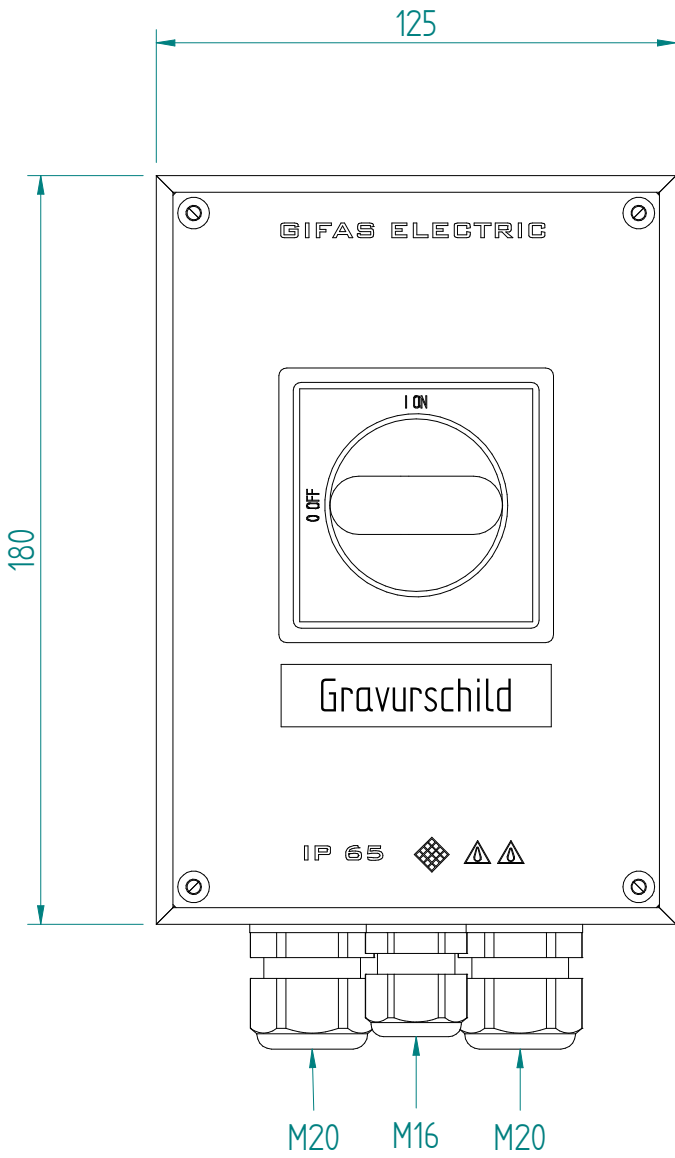 125
GIFAS ELECTRIC
I ON
0 OFF
180
Gravurschild
IP 65
M20 M16 M20